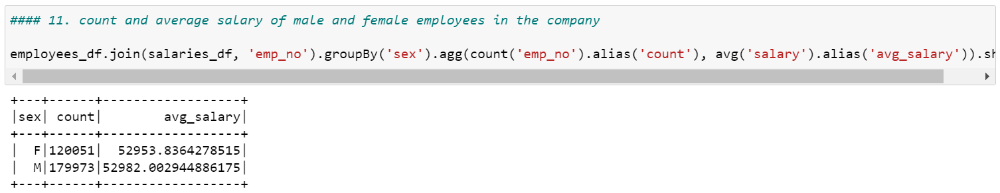 #### 11. count and average salary of male and female employees in the company
employees_df.join(salaries_df, 'emp_no').groupBy('sex').agg(count('emp_no').alias('count'), avg('salary').alias('avg_salary')).sh
+---+------+------------------+
|sex| count|        avg_salary|
+---+------+------------------+
|  F|120051|  52953.8364278515|
|  M|179973|52982.002944886175|
+---+------+------------------+